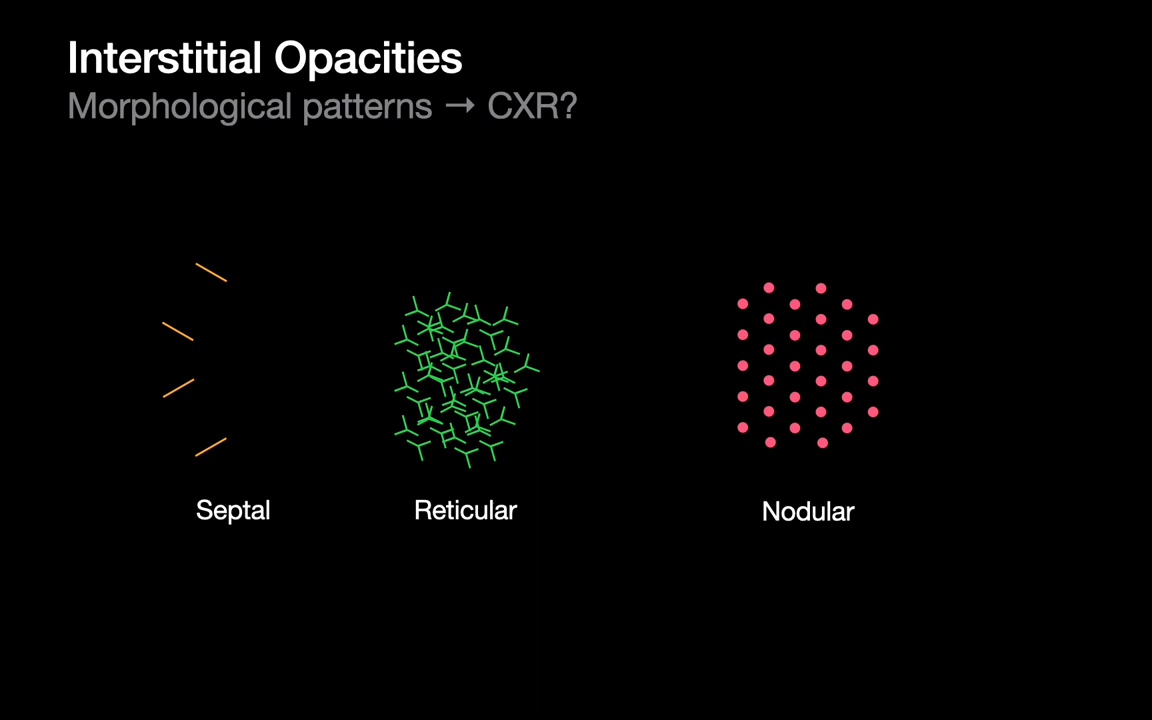 Interstitial Opacities
Morphological patterns → CXR?
Septal
Reticular
Nodular